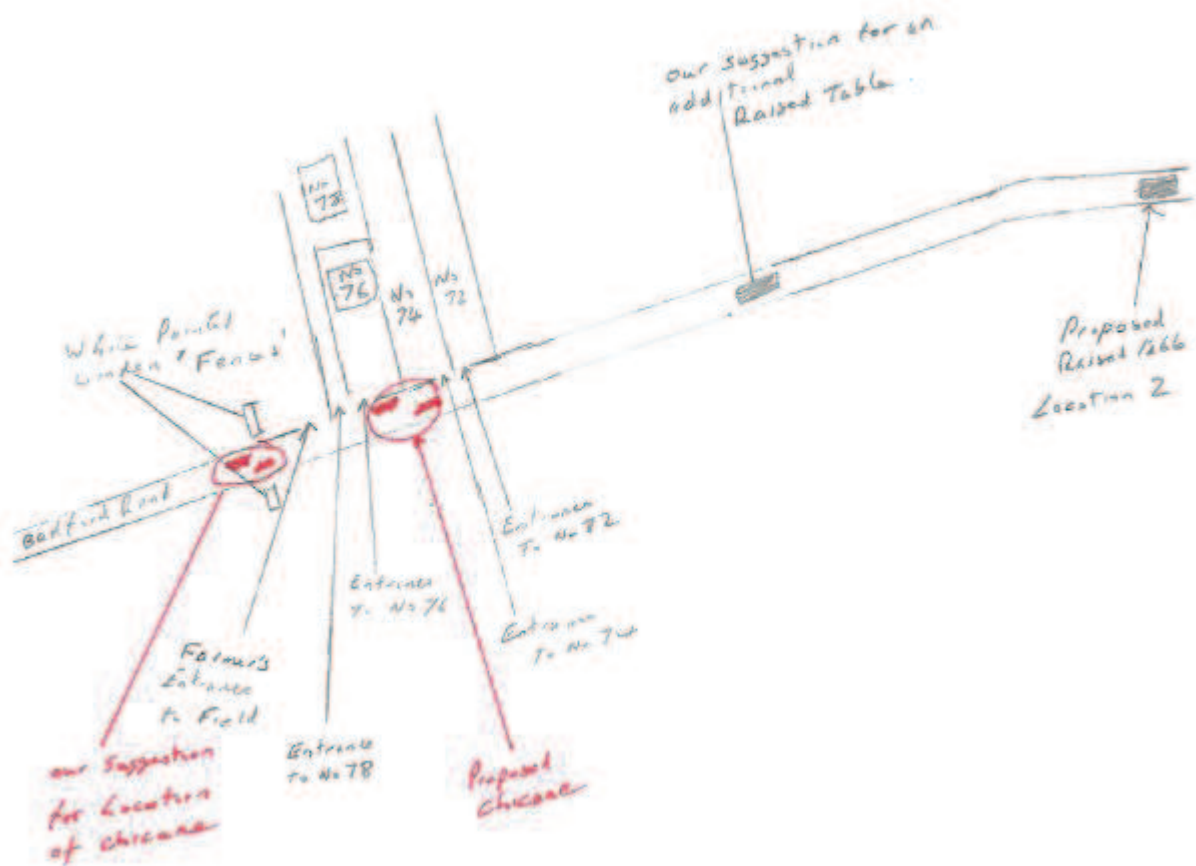 our suggestion for an
additional
Raised Table.
No
78
No
76
No
74
No
72
White Painted
"Fences"
Proposed
Raised
Location 2
Bedford Road
Entrance
To No 72
Entrance
To No 76
Entrance
To No 74
Farmer's
Entrance
to Field
Entrance
To No 78
our Suggestion
for Location
of chicane
Proposed
chicane